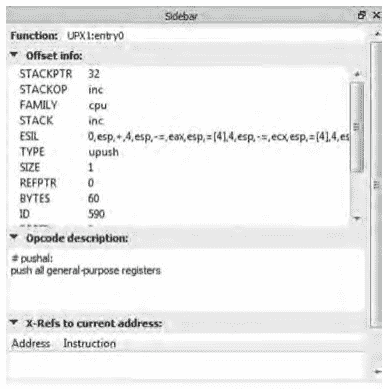 Sidebar
Function: UPX1:entry0
Offset info:
STACKPTR 32
STACKOP inc
FAMILY cpu
STACK inc
ESIL 0,esp,+,4,esp,-=,eax,esp,=[4],4,esp,-=,ecx,esp,=[4],4,es
TYPE upush
SIZE 1
REFPTR 0
BYTES 60
ID 590
Opcode description:
# pushal:
push all general-purpose registers
X-Refs to current address:
Address Instruction